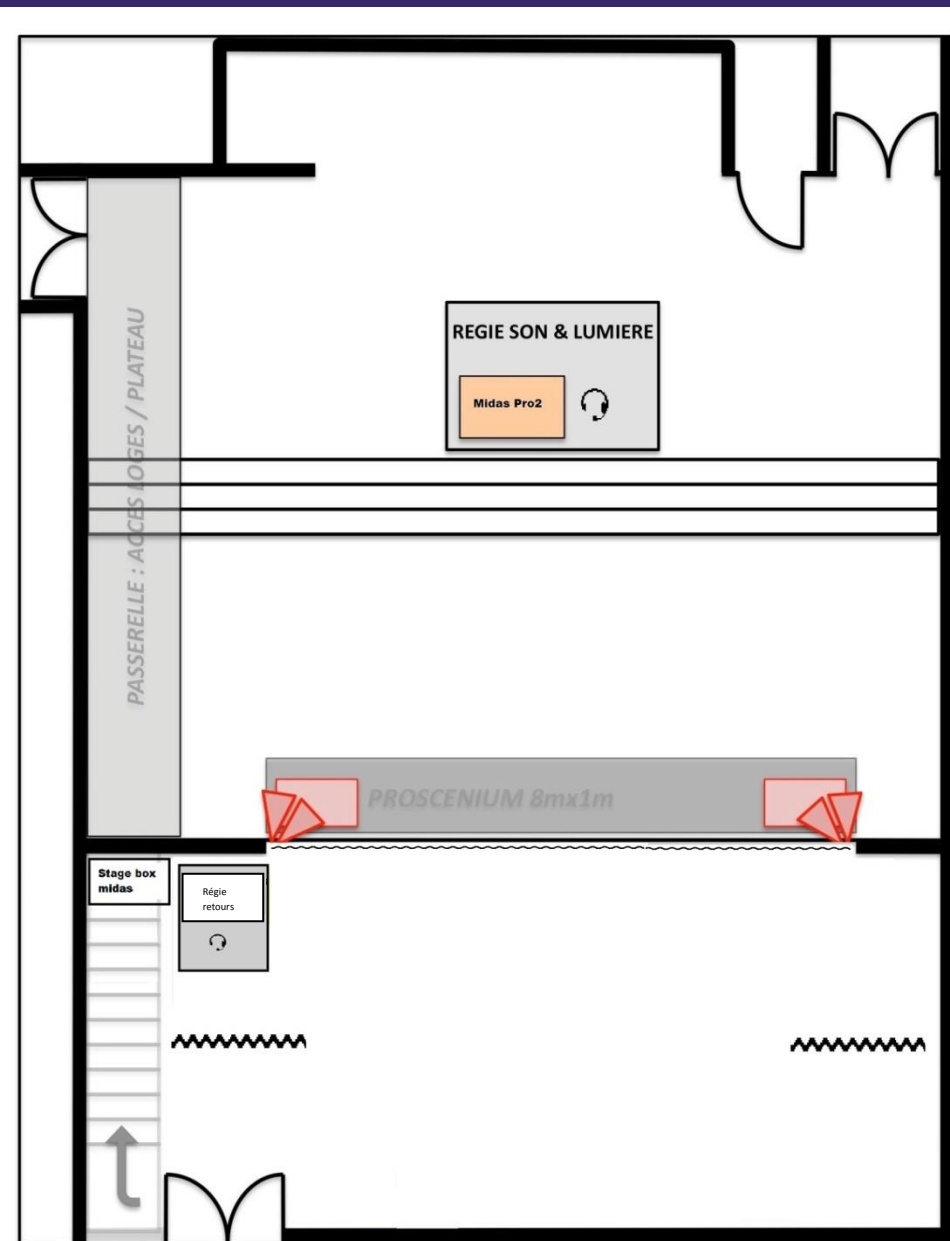 REGIE SON & LUMIERE
Midas Pro2
PASSERELLE : ACCES LOGES / PLATEAU
PROSCENIUM 8mx1m
Stage box
midas
Régie
retours